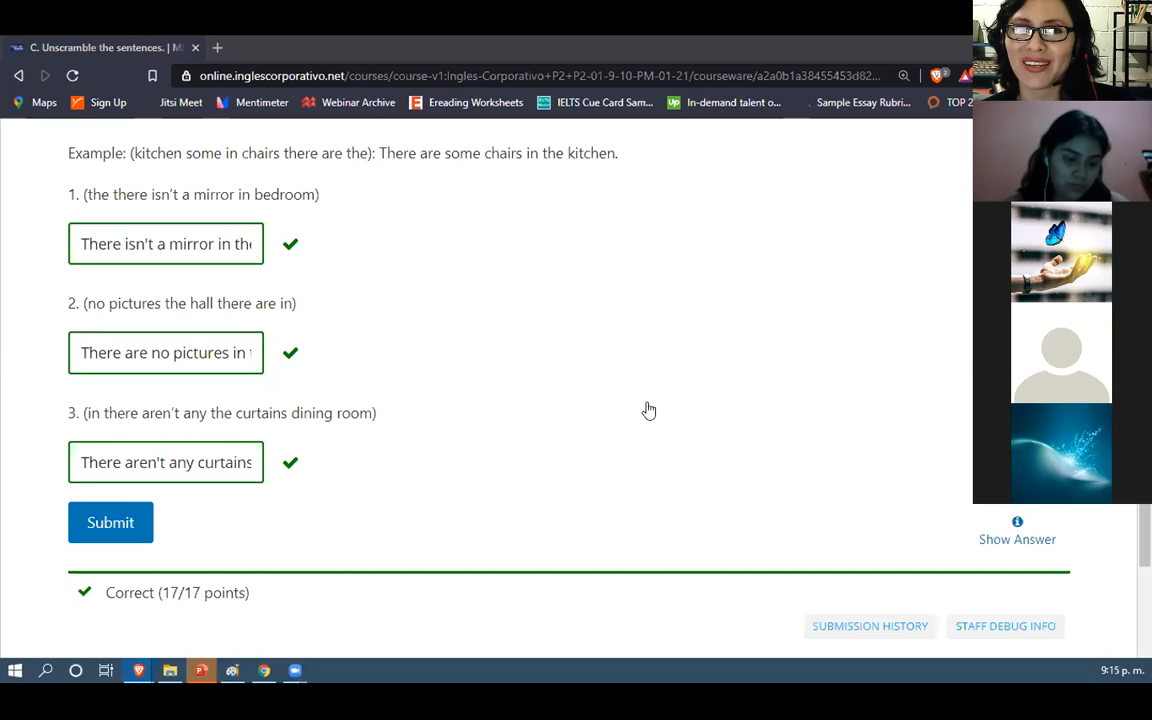 C. Unscramble the sentences. | M
online.inglescorporativo.net/courses/course-v1:Ingles-Corporativo+P2+P2-01-9-10-PM-01-21/courseware/a2a0b1a38455453d82...
2
Maps Sign Up Jitsi Meet Mentimeter Webinar Archive Ereading Worksheets IELTS Cue Card Sam... In-demand talent o... Sample Essay Rubri... TOP 2
Example: (kitchen some in chairs there are the): There are some chairs in the kitchen.
1. (the there isn't a mirror in bedroom)
There isn't a mirror in the
2. (no pictures the hall there are in)
There are no pictures in
3. (in there aren't any the curtains dining room)
There aren't any curtains
Submit
Show Answer
Correct (17/17 points)
SUBMISSION HISTORY STAFF DEBUG INFO
9:15 p. m.